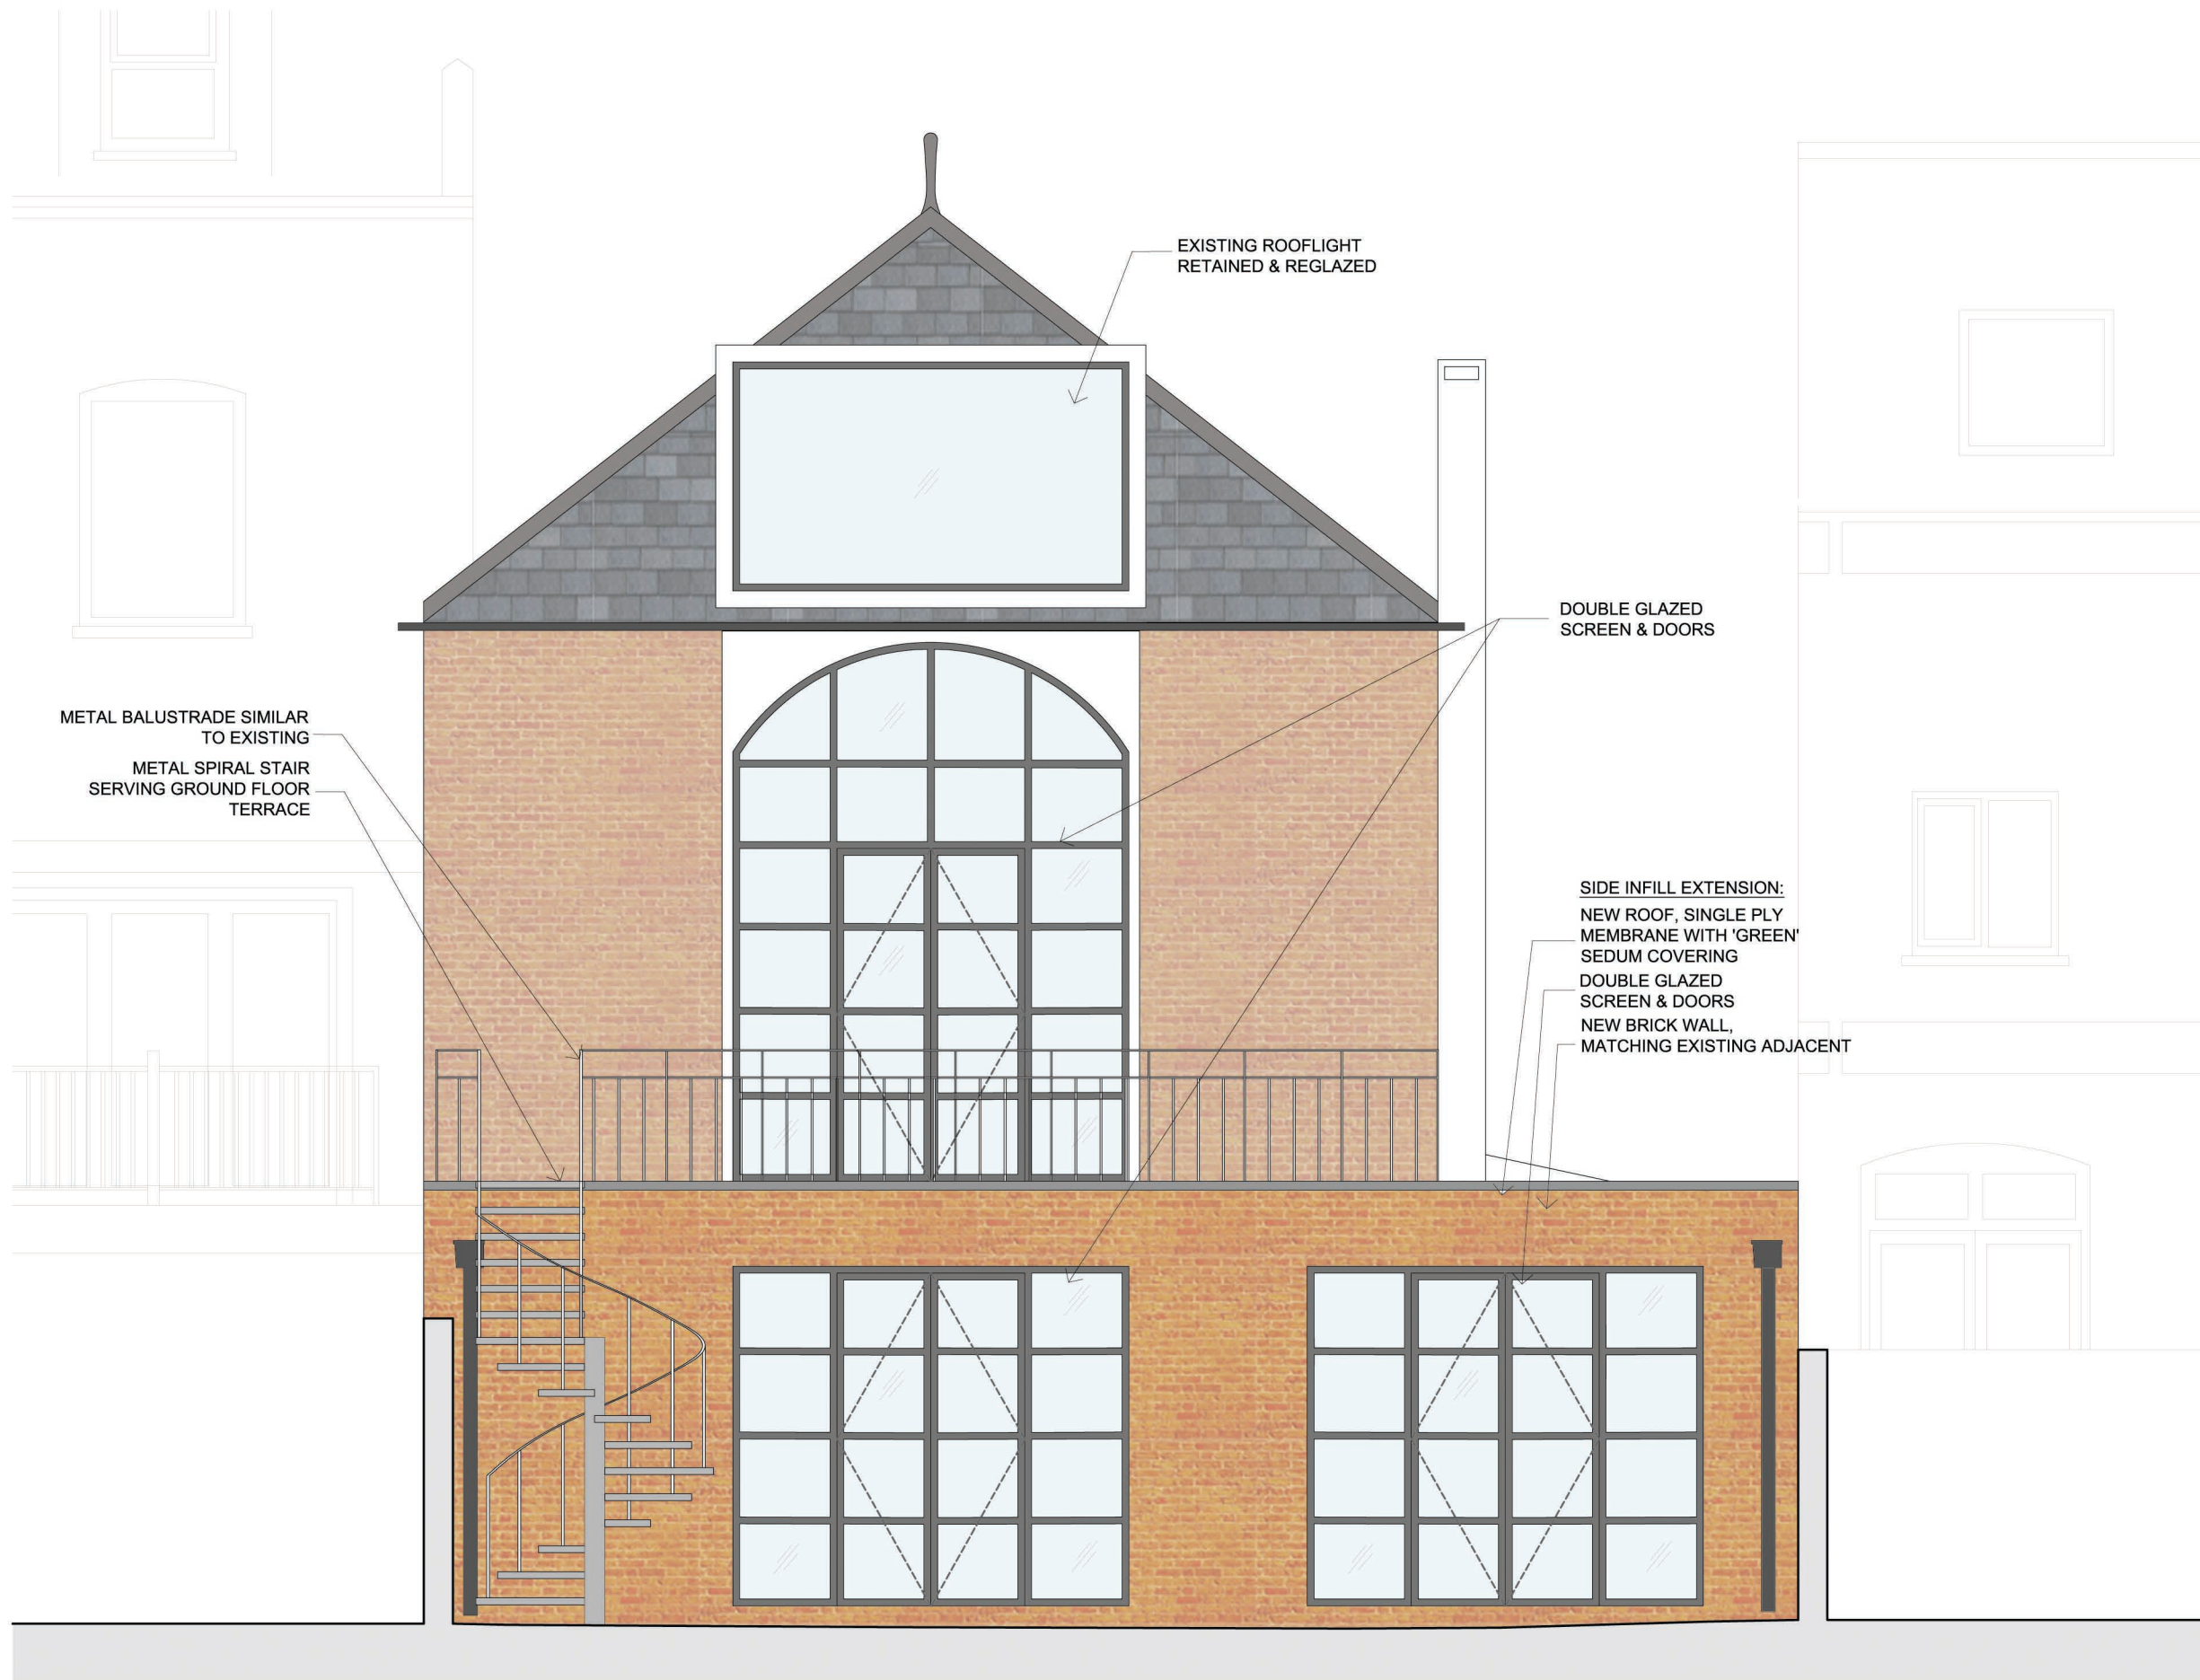 EXISTING ROOFLIGHT
RETAINED & REGLAZED
DOUBLE GLAZED
SCREEN & DOORS
METAL BALUSTRADE SIMILAR
TO EXISTING
METAL SPIRAL STAIR
SERVING GROUND FLOOR
TERRACE
SIDE INFILL EXTENSION:
NEW ROOF, SINGLE PLY
MEMBRANE WITH 'GREEN'
SEDUM COVERING
DOUBLE GLAZED
SCREEN & DOORS
NEW BRICK WALL,
MATCHING EXISTING ADJACENT